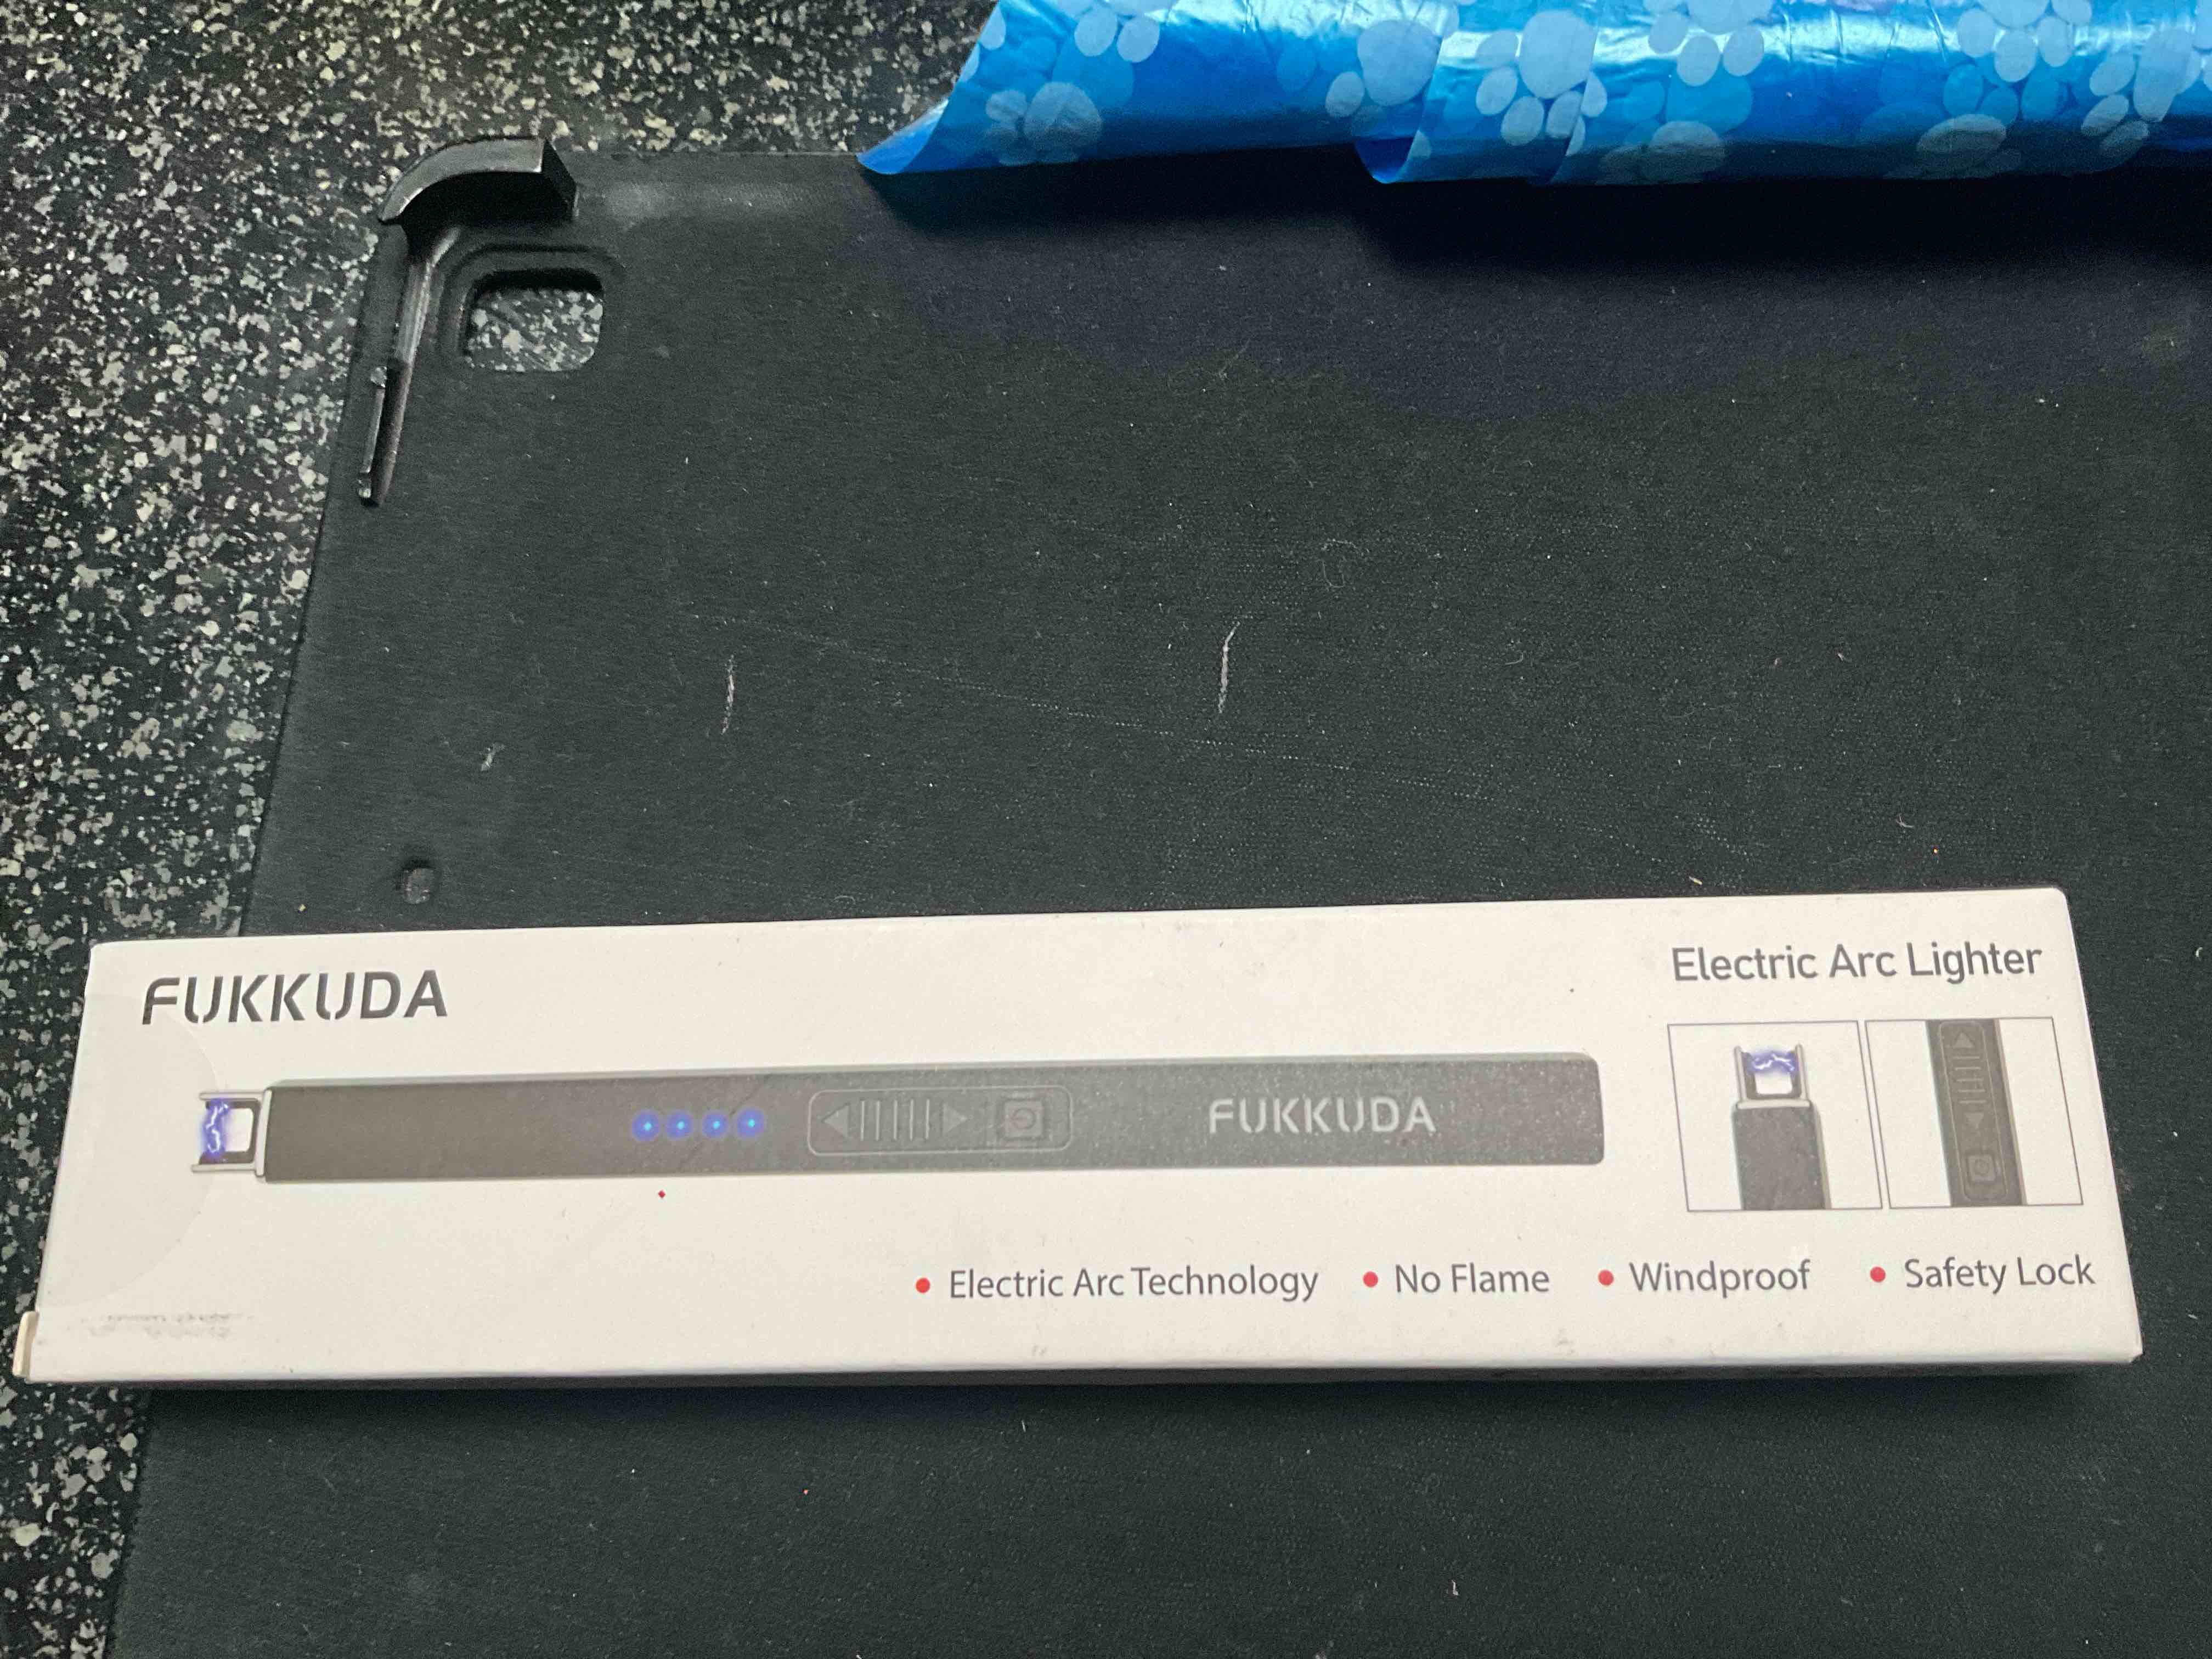 FUKKUDA
Electric Arc Lighter
FUKKUDA
• Electric Arc Technology • No Flame • Windproof • Safety Lock